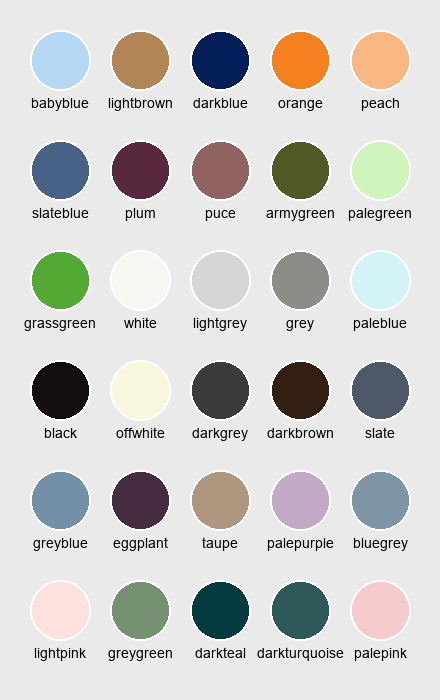 babyblue lightbrown darkblue orange peach
slateblue plum puce armygreen palegreen
grassgreen white lightgrey grey paleblue
black offwhite darkgrey darkbrown slate
greyblue eggplant taupe palepurple bluegrey
lightpink greygreen darkteal darkturquoise palepink